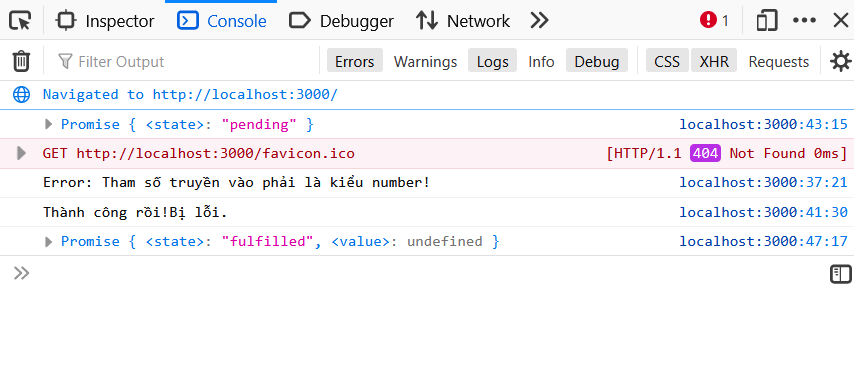 Inspector Console Debugger Network 1
Filter Output Errors Warnings Logs Info Debug CSS XHR Requests
Navigated to http://localhost:3000/
Promise { <state>: "pending" } localhost:3000:43:15
GET http://localhost:3000/favicon.ico [HTTP/1.1 404 Not Found 0ms]
Error: Tham số truyền vào phải là kiểu number! localhost:3000:37:21
Thành công rồi!Bị lỗi. localhost:3000:41:30
Promise { <state>: "fulfilled", <value>: undefined } localhost:3000:47:17